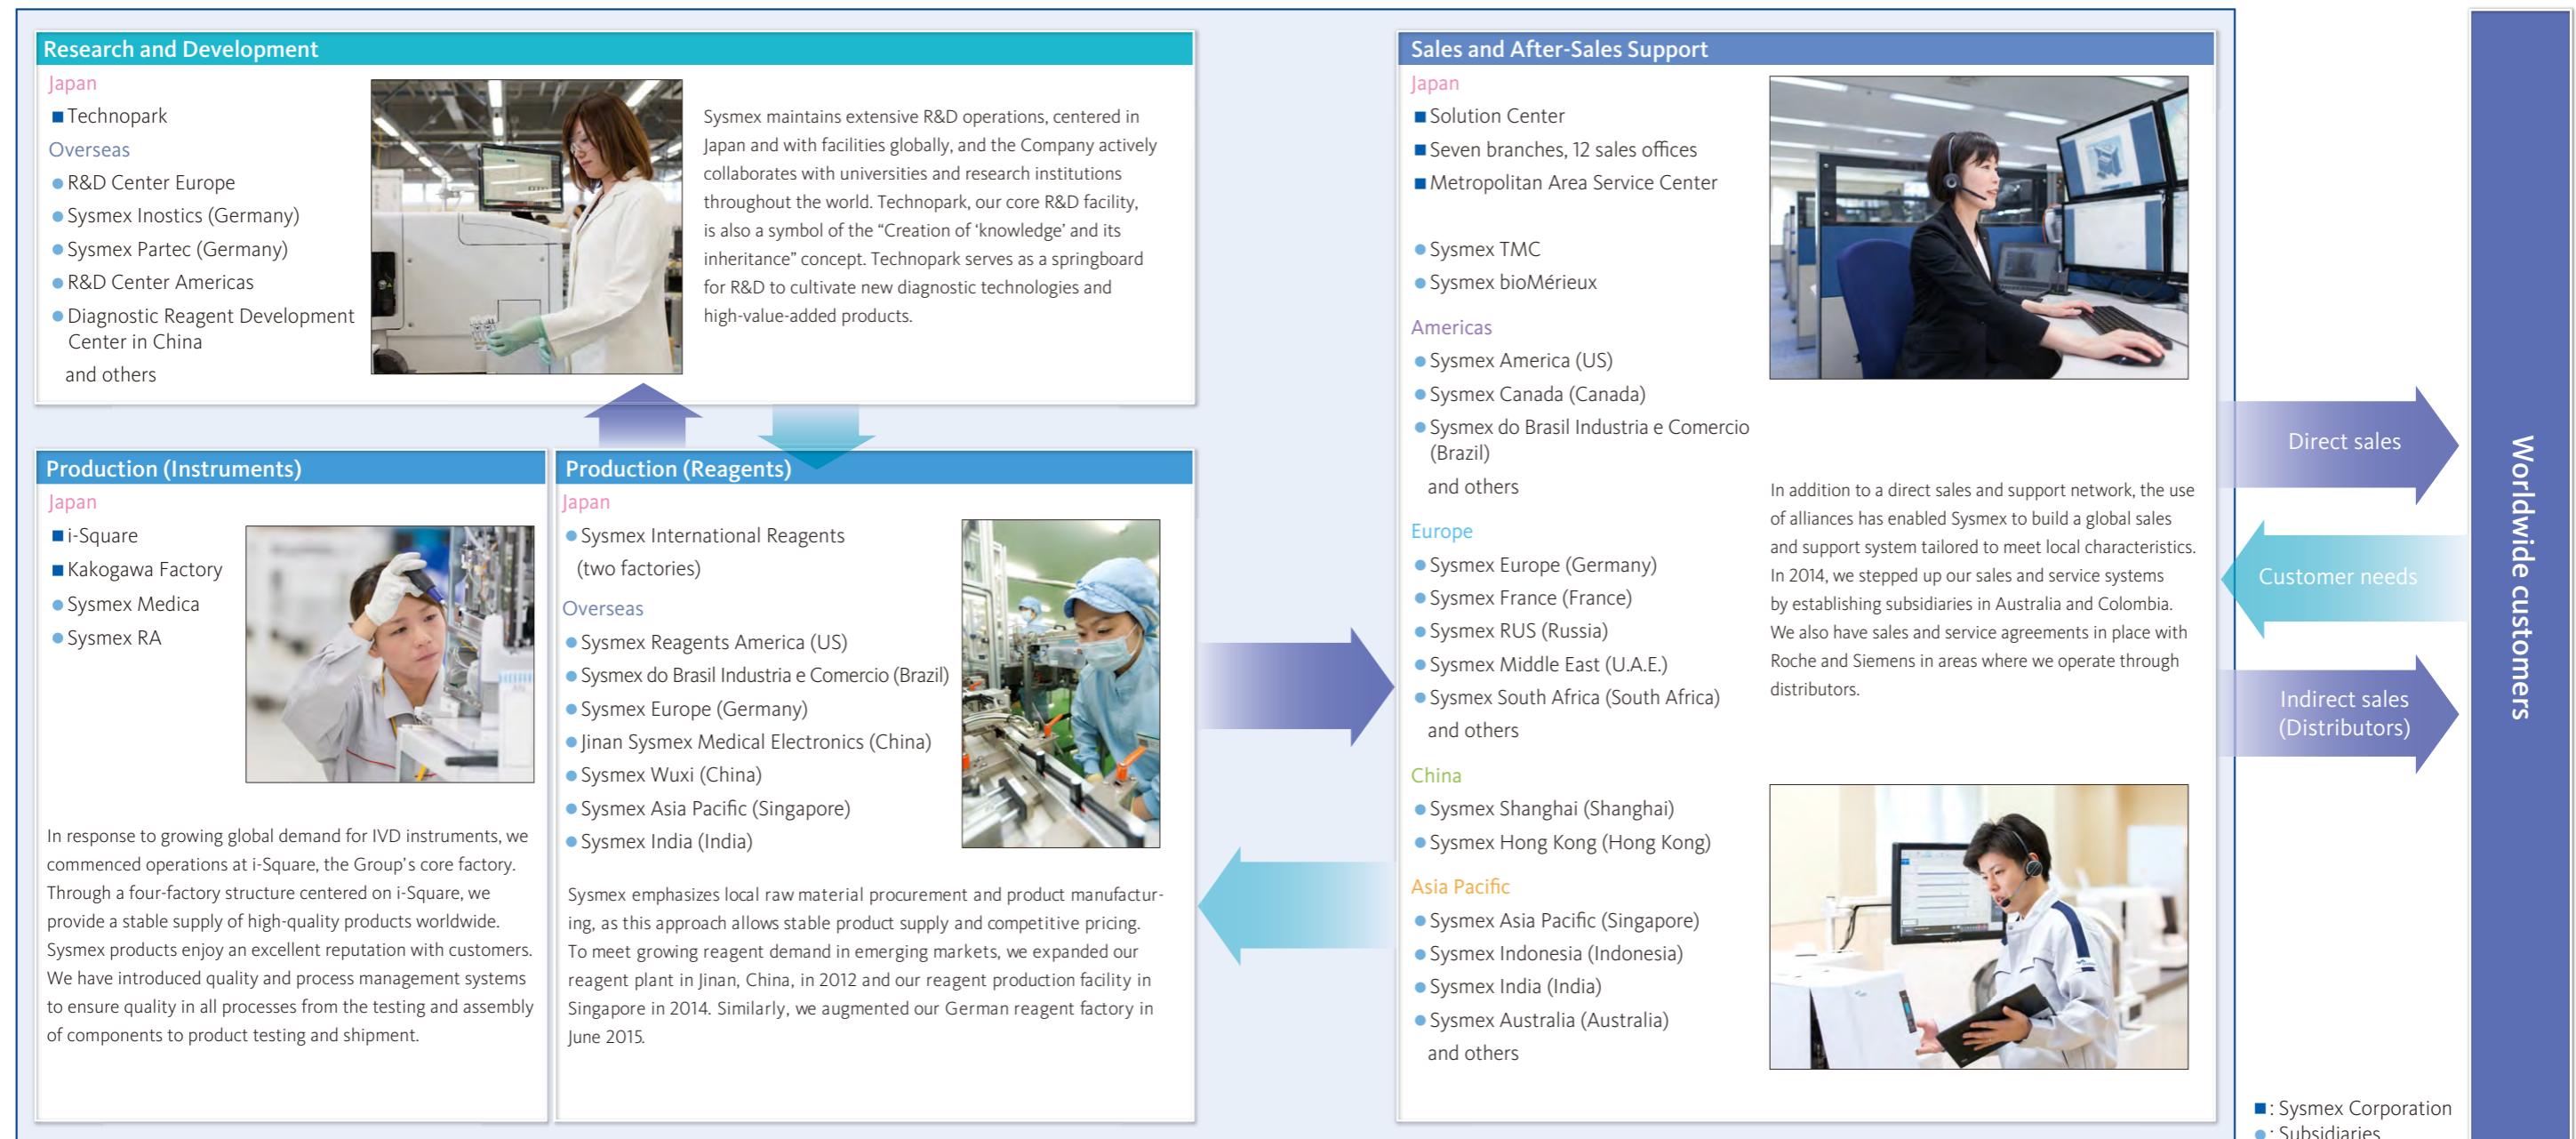 Research and Development
Japan
■ Technopark
Overseas
● R&D Center Europe
● Sysmex Inostics (Germany)
● Sysmex Partec (Germany)
● R&D Center Americas
● Diagnostic Reagent Development
Center in China
and others
Sysmex maintains extensive R&D operations, centered in
Japan and with facilities globally, and the Company actively
collaborates with universities and research institutions
throughout the world. Technopark, our core R&D facility,
is also a symbol of the “Creation of ‘knowledge’ and its
inheritance” concept. Technopark serves as a springboard
for R&D to cultivate new diagnostic technologies and
high-value-added products.
Production (Instruments)
Japan
■ i-Square
■ Kakogawa Factory
● Sysmex Medica
● Sysmex RA
In response to growing global demand for IVD instruments, we
commenced operations at i-Square, the Group’s core factory.
Through a four-factory structure centered on i-Square, we
provide a stable supply of high-quality products worldwide.
Sysmex products enjoy an excellent reputation with customers.
We have introduced quality and process management systems
to ensure quality in all processes from the testing and assembly
of components to product testing and shipment.
Production (Reagents)
Japan
● Sysmex International Reagents
(two factories)
Overseas
● Sysmex Reagents America (US)
● Sysmex do Brasil Industria e Comercio (Brazil)
● Sysmex Europe (Germany)
● Jinan Sysmex Medical Electronics (China)
● Sysmex Wuxi (China)
● Sysmex Asia Pacific (Singapore)
● Sysmex India (India)
Sysmex emphasizes local raw material procurement and product manufactur-
ing, as this approach allows stable product supply and competitive pricing.
To meet growing reagent demand in emerging markets, we expanded our
reagent plant in Jinan, China, in 2012 and our reagent production facility in
Singapore in 2014. Similarly, we augmented our German reagent factory in
June 2015.
Sales and After-Sales Support
Japan
■ Solution Center
■ Seven branches, 12 sales offices
■ Metropolitan Area Service Center
● Sysmex TMC
● Sysmex bioMérieux
Americas
● Sysmex America (US)
● Sysmex Canada (Canada)
● Sysmex do Brasil Industria e Comercio
(Brazil)
and others
Europe
● Sysmex Europe (Germany)
● Sysmex France (France)
● Sysmex RUS (Russia)
● Sysmex Middle East (U.A.E.)
● Sysmex South Africa (South Africa)
and others
China
● Sysmex Shanghai (Shanghai)
● Sysmex Hong Kong (Hong Kong)
Asia Pacific
● Sysmex Asia Pacific (Singapore)
● Sysmex Indonesia (Indonesia)
● Sysmex India (India)
● Sysmex Australia (Australia)
and others
In addition to a direct sales and support network, the use
of alliances has enabled Sysmex to build a global sales
and support system tailored to meet local characteristics.
In 2014, we stepped up our sales and service systems
by establishing subsidiaries in Australia and Colombia.
We also have sales and service agreements in place with
Roche and Siemens in areas where we operate through
distributors.
Direct sales
Customer needs
Indirect sales
(Distributors)
Worldwide customers
■ : Sysmex Corporation
● : Subsidiaries